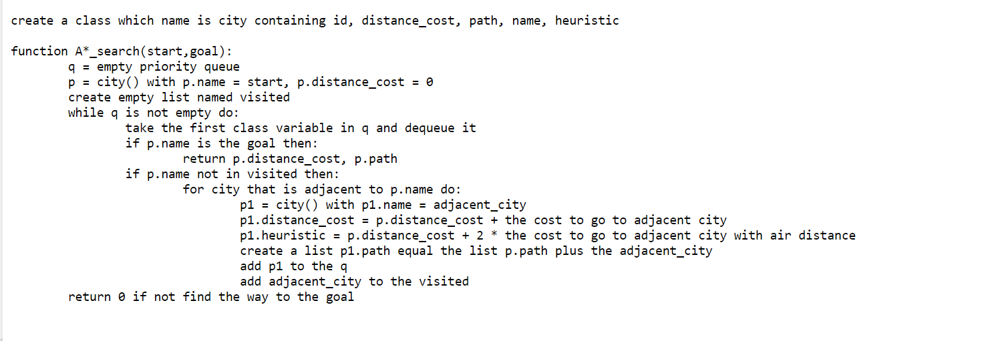 create a class which name is city containing id, distance_cost, path, name, heuristic
function A*_search(start,goal):
q = empty priority queue
p = city() with p.name = start, p.distance_cost = 0
create empty list named visited
while q is not empty do:
take the first class variable in q and dequeue it
if p.name is the goal then:
return p.distance_cost, p.path
if p.name not in visited then:
for city that is adjacent to p.name do:
p1 = city() with p1.name = adjacent_city
p1.distance_cost = p.distance_cost + the cost to go to adjacent city
p1.heuristic = p.distance_cost + 2 * the cost to go to adjacent city with air distance
create a list p1.path equal the list p.path plus the adjacent_city
add p1 to the q
add adjacent_city to the visited
return 0 if not find the way to the goal